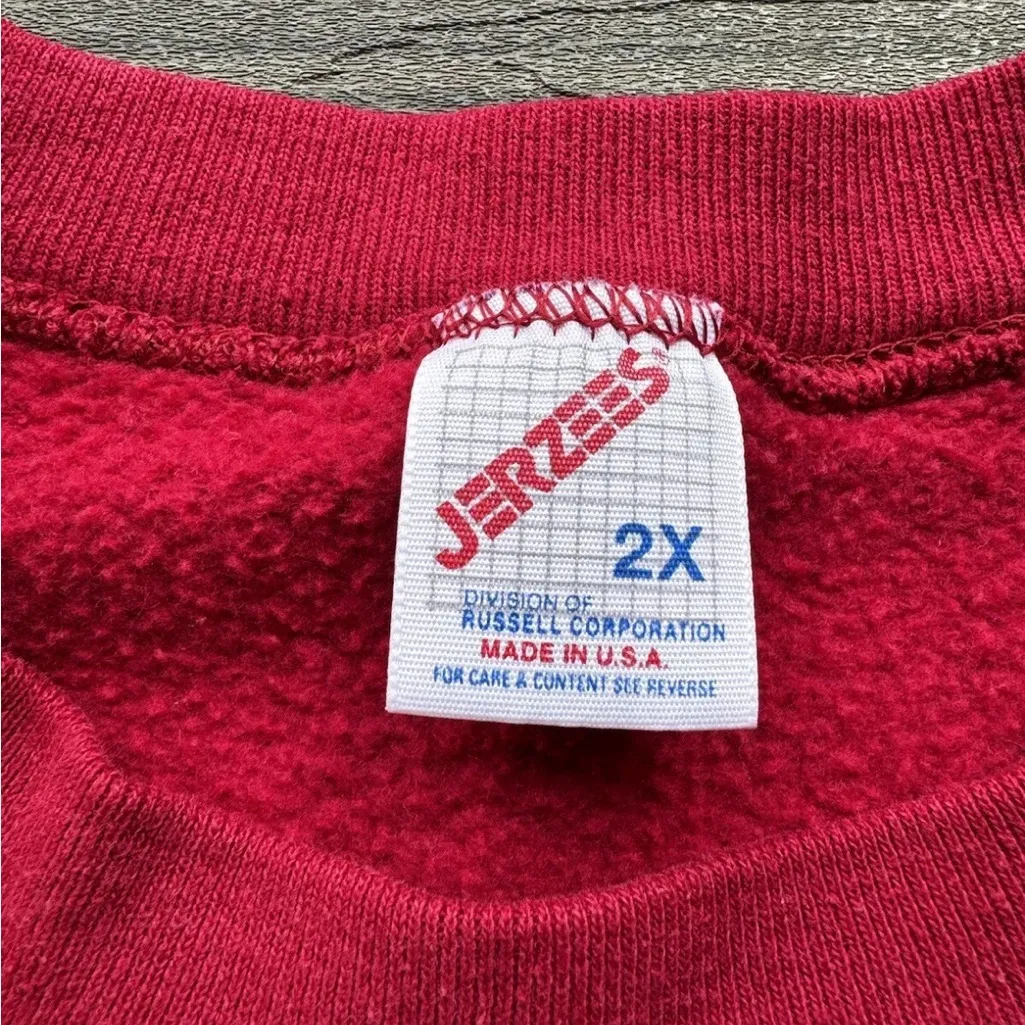 JERZEES®
2X
DIVISION OF
RUSSELL CORPORATION
MADE IN U.S.A.
FOR CARE & CONTENT SEE REVERSE